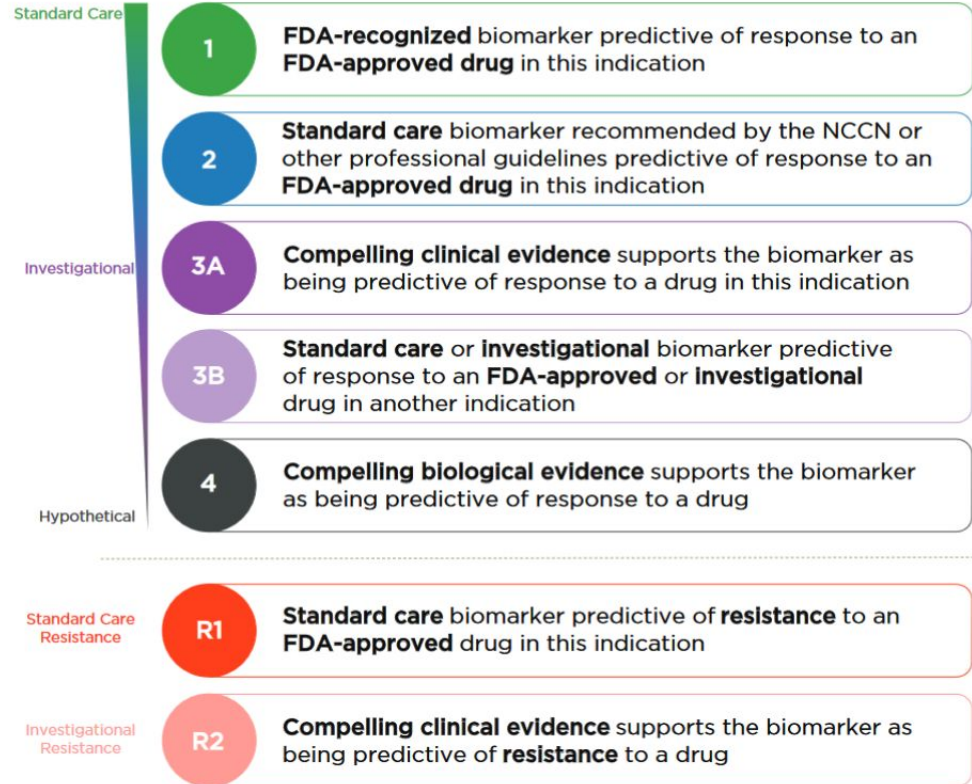 Standard Care
1
FDA-recognized biomarker predictive of response to an
FDA-approved drug in this indication
2
Standard care biomarker recommended by the NCCN or
other professional guidelines predictive of response to an
FDA-approved drug in this indication
Investigational
3A
Compelling clinical evidence supports the biomarker as
being predictive of response to a drug in this indication
3B
Standard care or investigational biomarker predictive
of response to an FDA-approved or investigational
drug in another indication
4
Compelling biological evidence supports the biomarker
as being predictive of response to a drug
Hypothetical
Standard Care
Resistance
R1
Standard care biomarker predictive of resistance to an
FDA-approved drug in this indication
Investigational
Resistance
R2
Compelling clinical evidence supports the biomarker as
being predictive of resistance to a drug